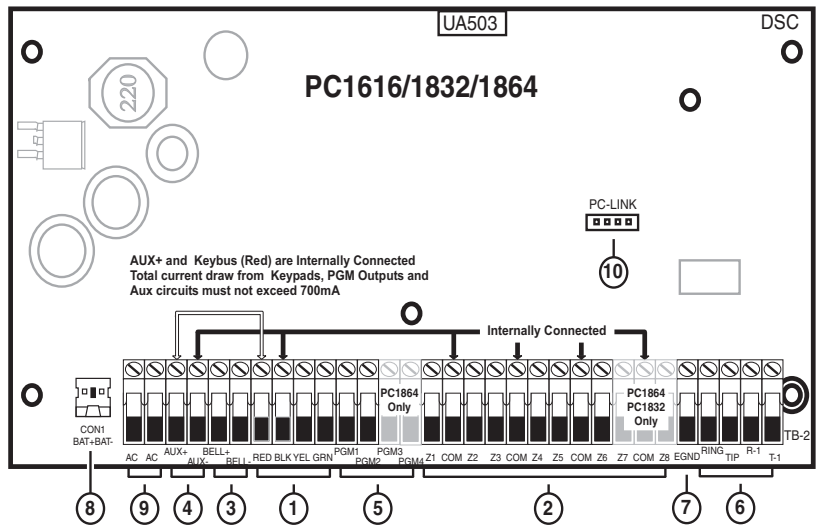 UA503
DSC
220
PC1616/1832/1864
PC-LINK
10
AUX+ and Keybus (Red) are Internally Connected
Total current draw from Keypads, PGM Outputs and
Aux circuits must not exceed 700mA
Internally Connected
PC1864
Only
PC1864
PC1832
Only
CON1
BAT+BAT-
TB-2
AC AC AUX+ AUX- BELL+ BELL- RED BLK YEL GRN PGM1 PGM2 PGM3 PGM4 Z1 COM Z2 Z3 COM Z4 Z5 COM Z6 Z7 COM Z8 EGND RING TIP R-1 T-1
8 9 4 3 1 5 2 7 6